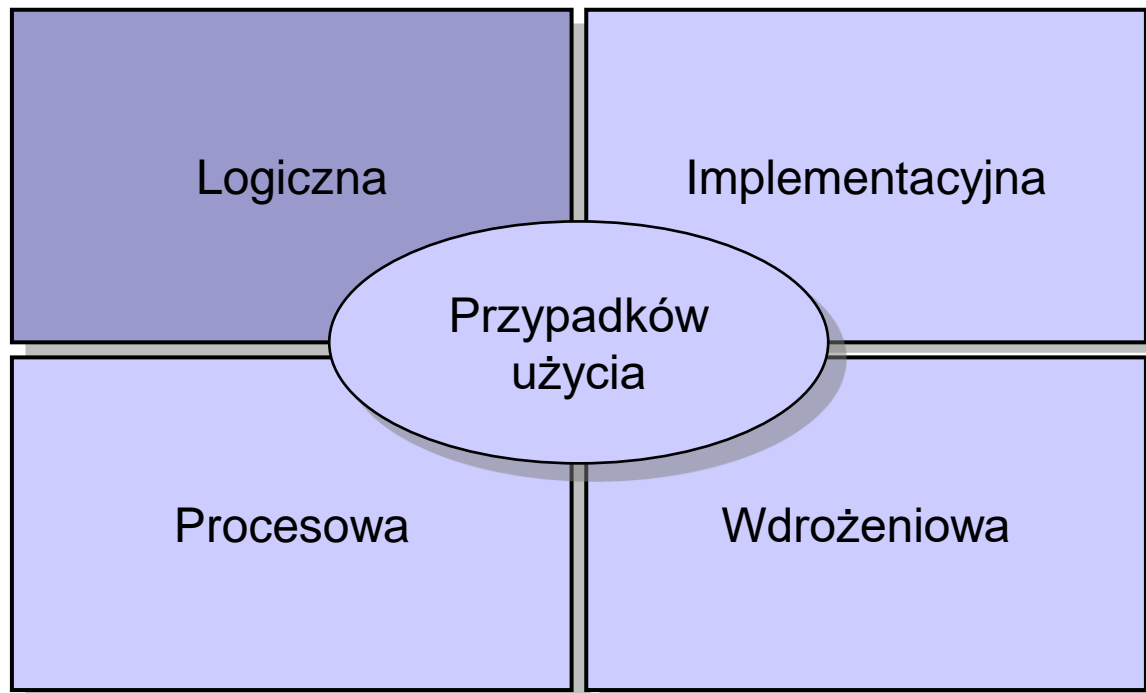 Logiczna
Implementacyjna
Przypadków
użycia
Procesowa
Wdrożeniowa